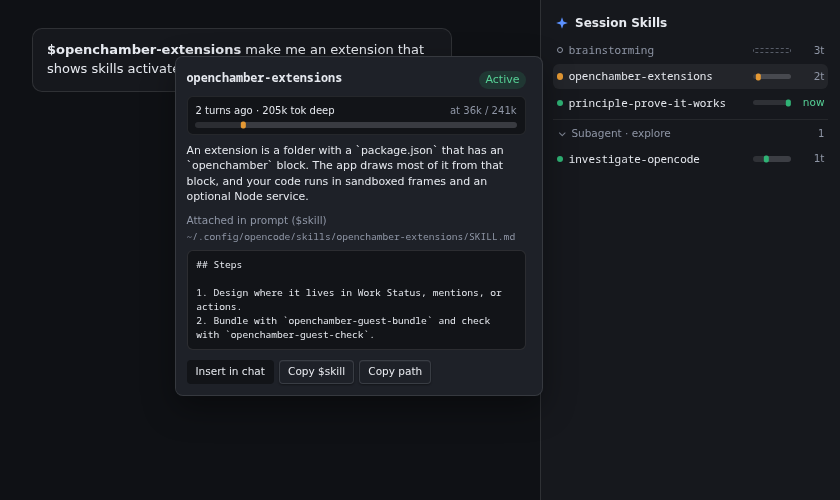 $openchamber-extensions make me an extension that
shows skills activate
openchamber-extensions
Active
2 turns ago · 205k tok deep
at 36k / 241k
An extension is a folder with a `package.json` that has an
`openchamber` block. The app draws most of it from that
block, and your code runs in sandboxed frames and an
optional Node service.
Attached in prompt ($skill)
~/.config/opencode/skills/openchamber-extensions/SKILL.md
## Steps
1. Design where it lives in Work Status, mentions, or
actions.
2. Bundle with `openchamber-guest-bundle` and check
with `openchamber-guest-check`.
Insert in chat
Copy $skill
Copy path
Session Skills
brainstorming 3t
openchamber-extensions 2t
principle-prove-it-works now
Subagent · explore 1
investigate-opencode 1t